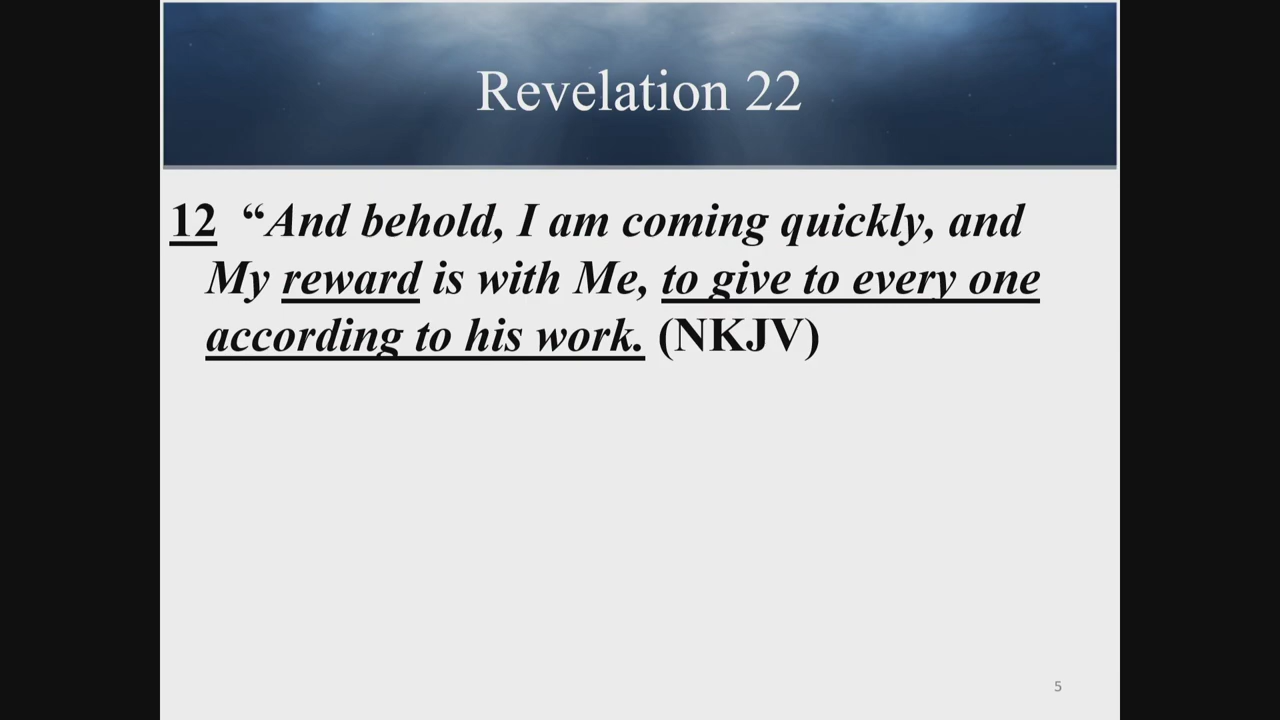 Revelation 22
12 “And behold, I am coming quickly, and
My reward is with Me, to give to every one
according to his work. (NKJV)
5